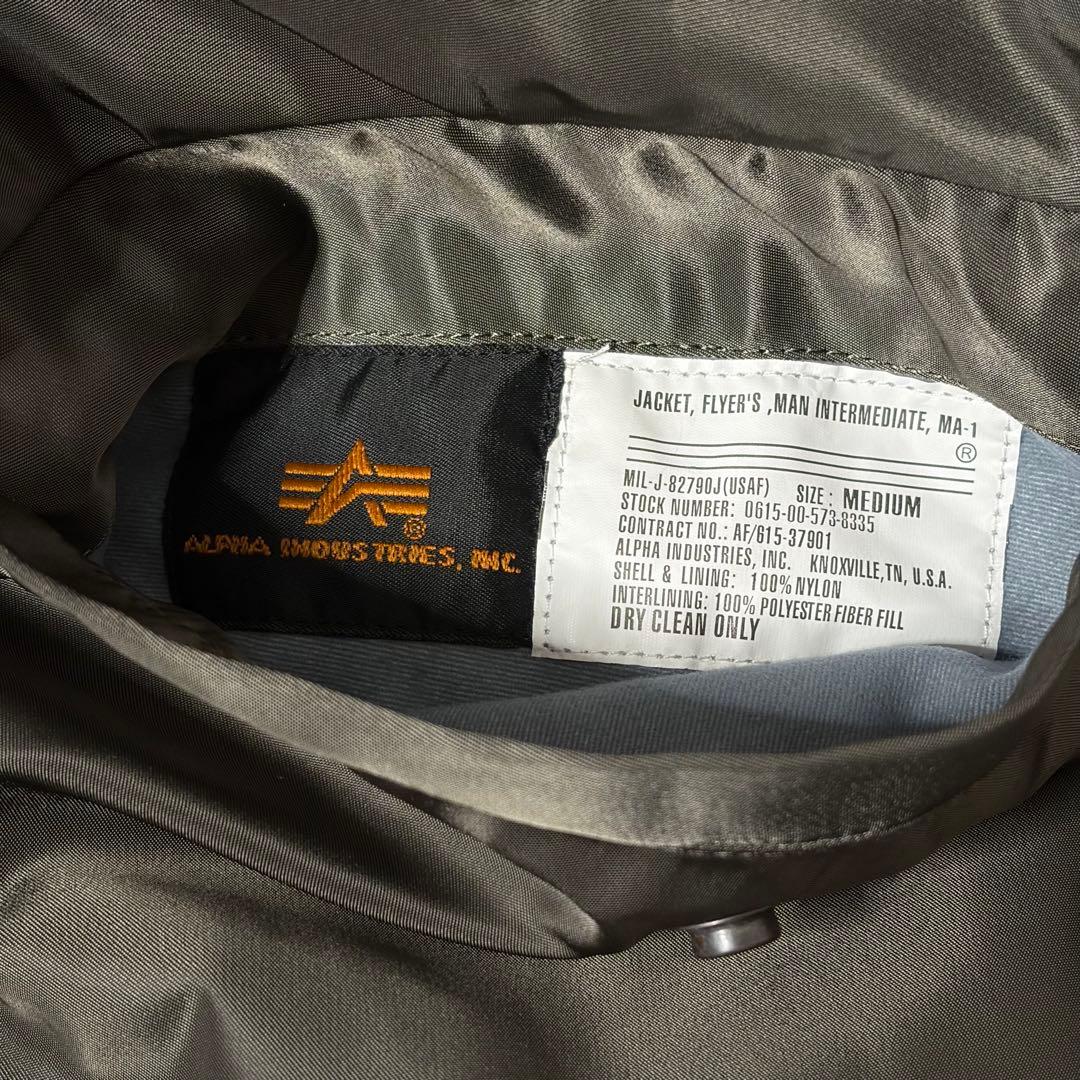 ALPHA INDUSTRIES, INC.
®
JACKET, FLYER'S ,MAN INTERMEDIATE, MA-1
®
MIL-J-82790J(USAF) SIZE: MEDIUM
STOCK NUMBER: 0615-00-573-8335
CONTRACT NO.: AF/615-37901
ALPHA INDUSTRIES, INC. KNOXVILLE,TN, U.S.A.
SHELL & LINING: 100%NYLON
INTERLINING: 100% POLYESTER FIBER FILL
DRY CLEAN ONLY